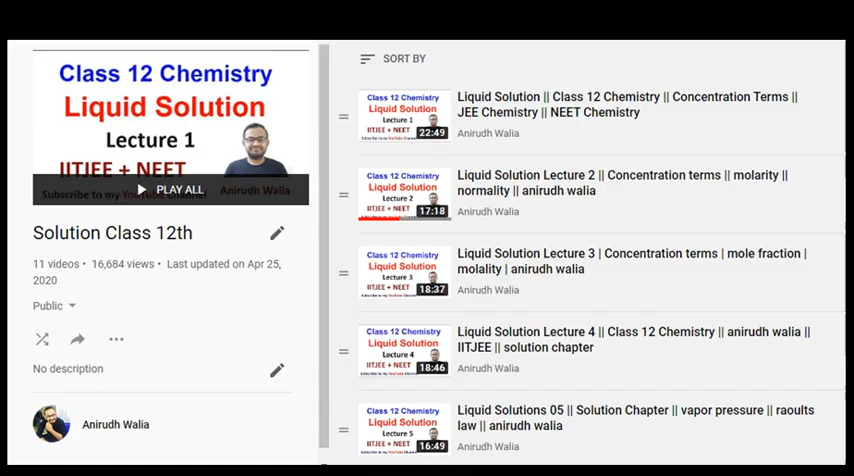 Class 12 Chemistry
Liquid Solution
Lecture 1
IITJEE + NEET
Subscribe to my YouTube Channel
Anirudh Walia
PLAY ALL
Solution Class 12th
11 videos • 16,684 views • Last updated on Apr 25,
2020
Public
No description
Anirudh Walia
SORT BY
Class 12 Chemistry
Liquid Solution
Lecture 1
IITJEE + NEET
22:49
Liquid Solution || Class 12 Chemistry || Concentration Terms ||
JEE Chemistry || NEET Chemistry
Anirudh Walia
Class 12 Chemistry
Liquid Solution
Lecture 2
IITJEE + NEET
17:18
Liquid Solution Lecture 2 || Concentration terms || molarity ||
normality || anirudh walia
Anirudh Walia
Class 12 Chemistry
Liquid Solution
Lecture 3
IITJEE + NEET
18:37
Liquid Solution Lecture 3 | Concentration terms | mole fraction |
molality | anirudh walia
Anirudh Walia
Class 12 Chemistry
Liquid Solution
Lecture 4
IITJEE + NEET
18:46
Liquid Solution Lecture 4 || Class 12 Chemistry || anirudh walia ||
IITJEE || solution chapter
Anirudh Walia
Class 12 Chemistry
Liquid Solution
Lecture 5
IITJEE + NEET
16:49
Liquid Solutions 05 || Solution Chapter || vapor pressure || raoults
law || anirudh walia
Anirudh Walia